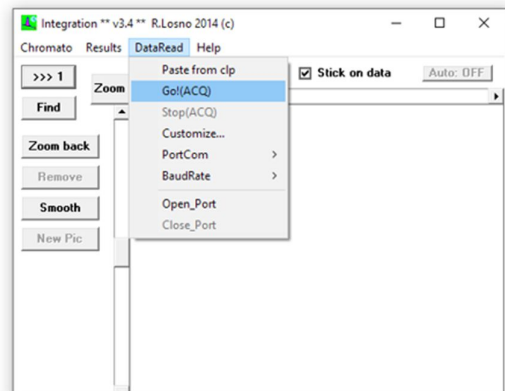 Integration ** v3.4 ** R.Losno 2014 (c)
Chromato Results DataRead Help
>>> 1
Zoom
Find
Zoom back
Remove
Smooth
New Pic
Paste from clp
Go!(ACQ)
Stop(ACQ)
Customize...
PortCom >
BaudRate >
Open_Port
Close_Port
Stick on data
Auto: OFF